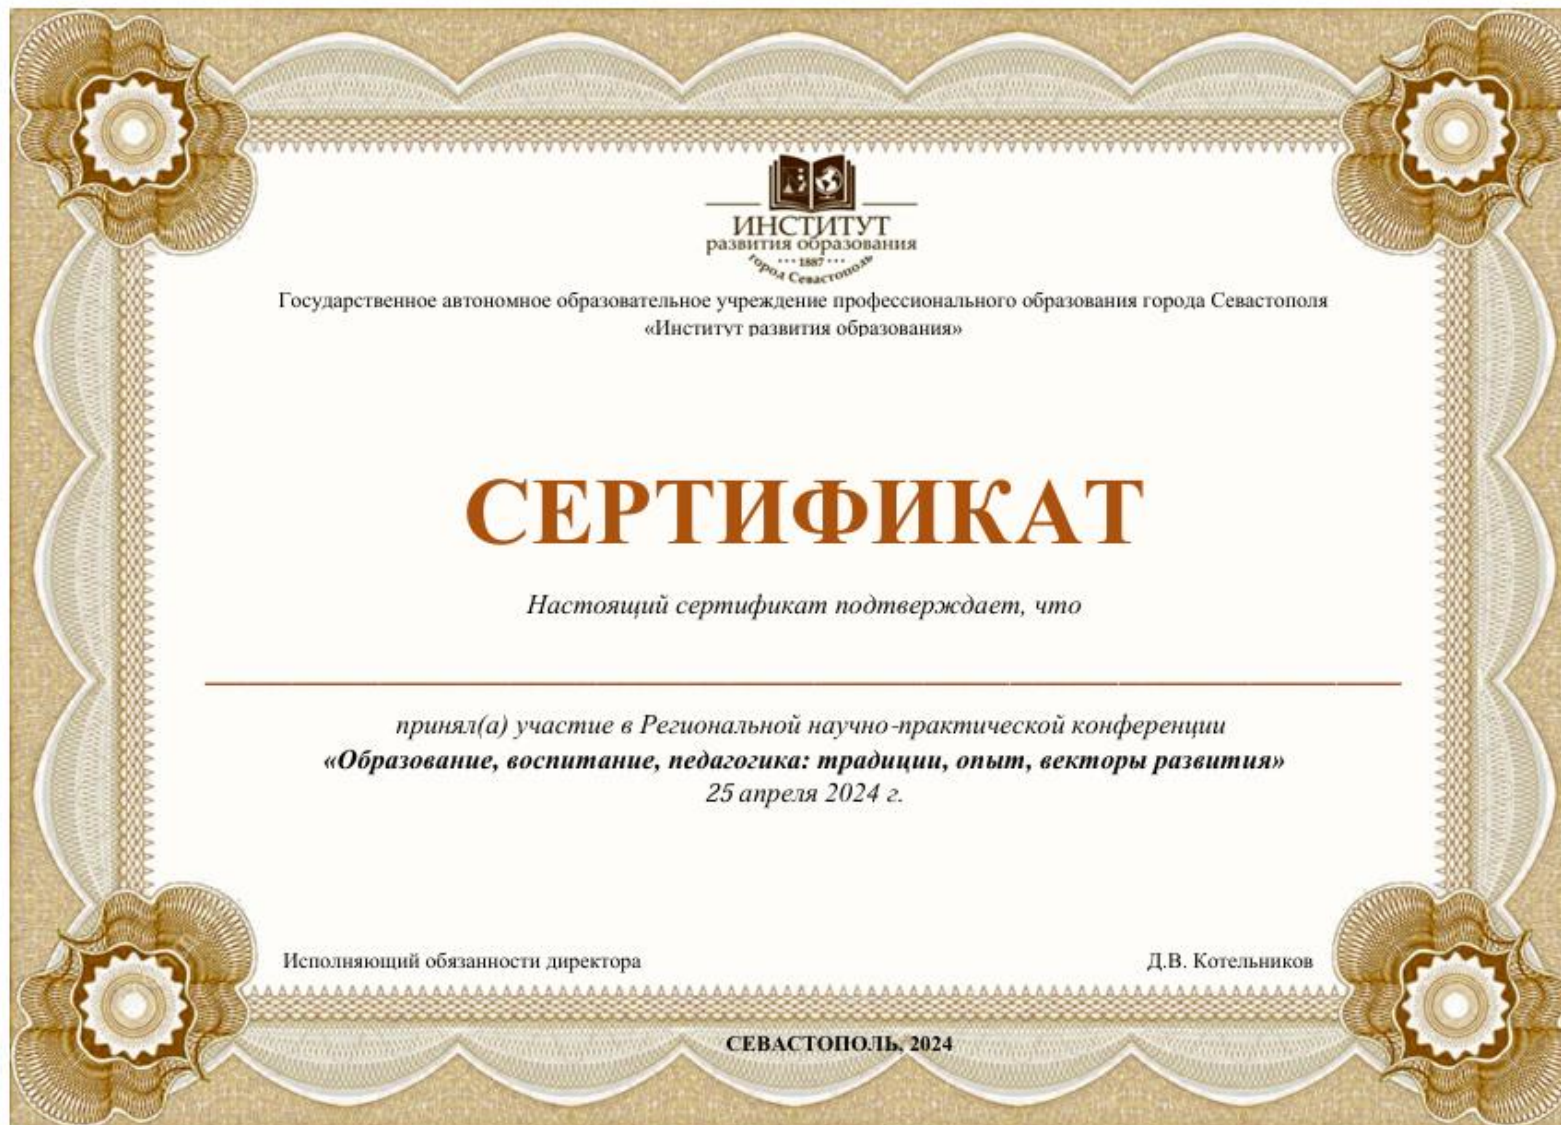 ИНСТИТУТ
развития образования
••• 1887 •••
город Севастополь
Государственное автономное образовательное учреждение профессионального образования города Севастополя
«Институт развития образования»
СЕРТИФИКАТ
Настоящий сертификат подтверждает, что
принял(а) участие в Региональной научно-практической конференции
«Образование, воспитание, педагогика: традиции, опыт, векторы развития»
25 апреля 2024 г.
Исполняющий обязанности директора Д.В. Котельников
СЕВАСТОПОЛЬ, 2024